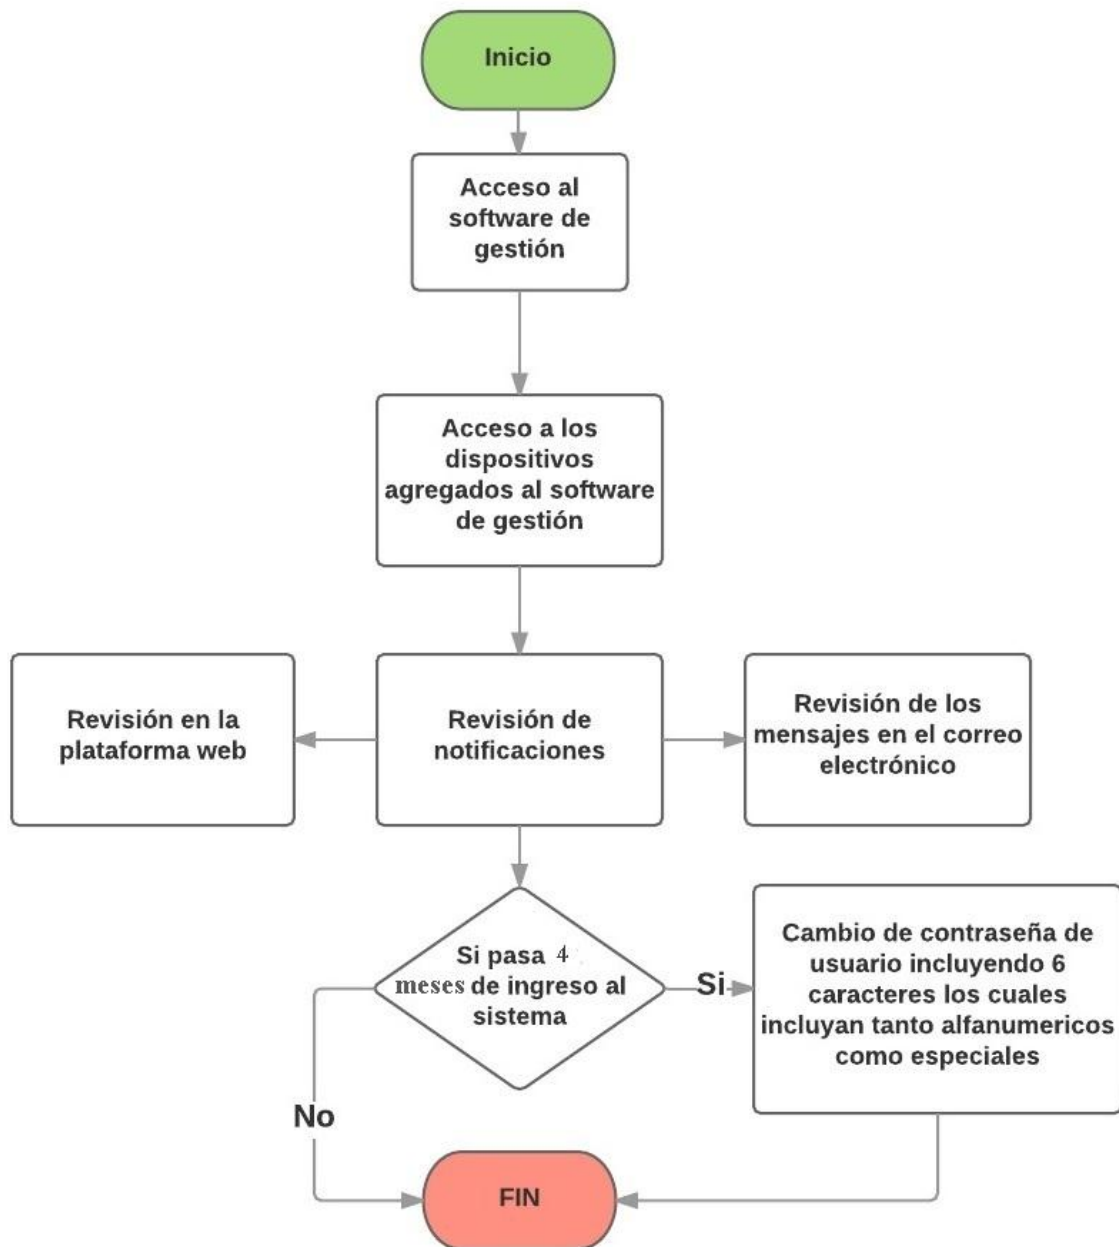 Inicio
Acceso al
software de
gestión
Acceso a los
dispositivos
agregados al software
de gestión
Revisión en la
plataforma web
Revisión de
notificaciones
Revisión de los
mensajes en el correo
electrónico
Si pasa 4
meses de ingreso al
sistema
Si
Cambio de contraseña de
usuario incluyendo 6
caracteres los cuales
incluyan tanto alfanumericos
como especiales
No
FIN